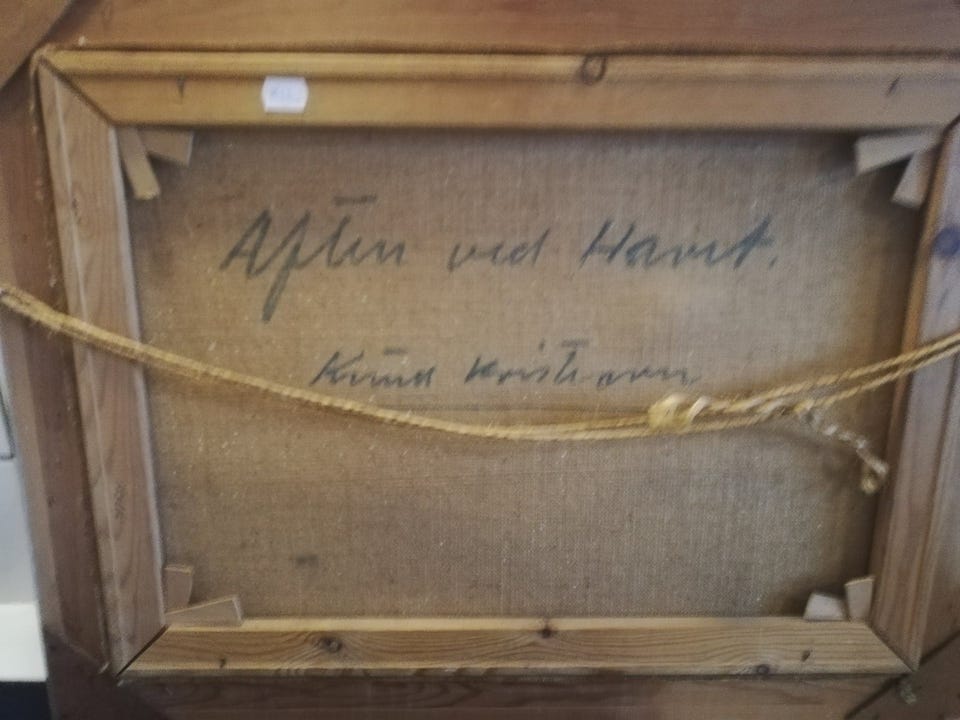 Aften ved Havet.
Knud Kristensen